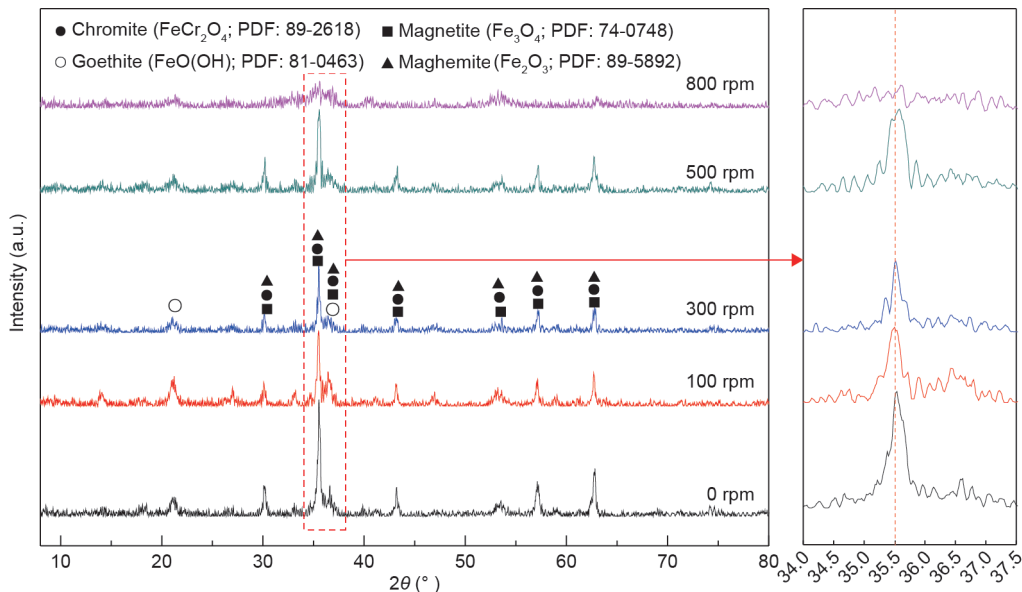 ● Chromite (FeCr₂O₄; PDF: 89-2618) ■ Magnetite (Fe₃O₄; PDF: 74-0748)
○ Goethite (FeO(OH); PDF: 81-0463) ▲ Maghemite (Fe₂O₃; PDF: 89-5892)
800 rpm
500 rpm
300 rpm
100 rpm
0 rpm
Intensity (a.u.)
10 20 30 40 50 60 70 80
2θ (°)
34.0 34.5 35.0 35.5 36.0 36.5 37.0 37.5